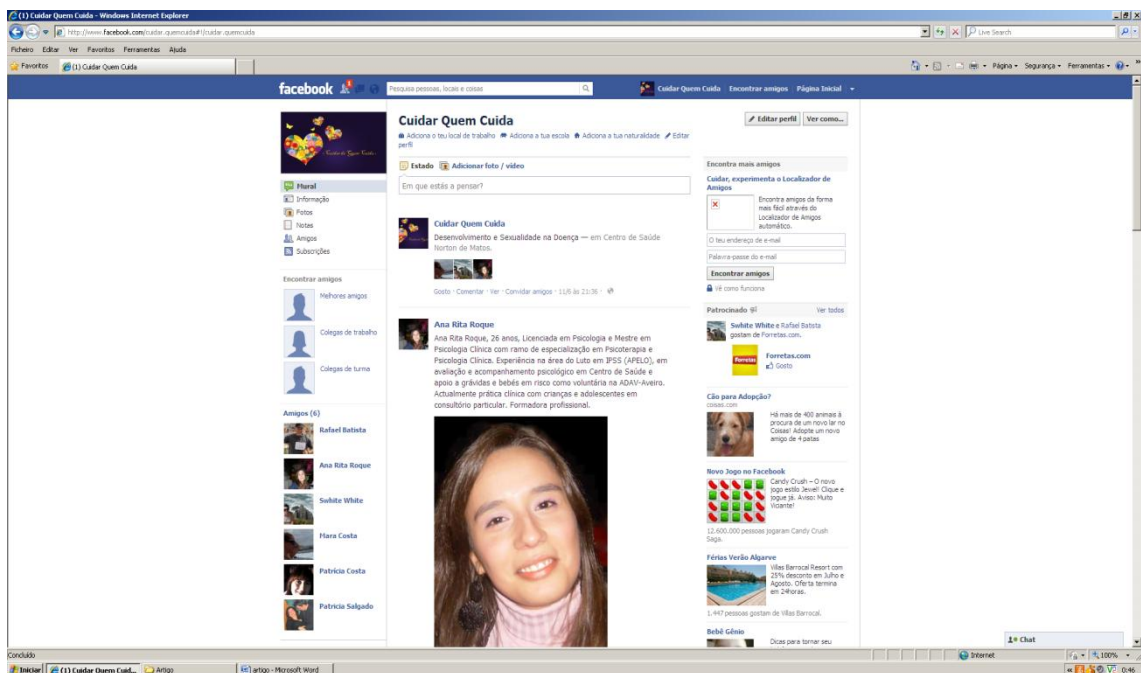 (1) Cuidar Quem Cuida - Windows Internet Explorer
http://www.facebook.com/cuidar.quemcuida#!/cuidar.quemcuida
Live Search
Ficheiro Editar Ver Favoritos Ferramentas Ajuda
Favoritos (1) Cuidar Quem Cuida
Página Segurança Ferramentas
facebook
Pesquisa pessoas, locais e coisas
Cuidar Quem Cuida Encontrar amigos Página Inicial
Cuidar Quem Cuida
Editar perfil Ver como...
Adiciona o teu local de trabalho Adiciona a tua escola Adiciona a tua naturalidade Editar
perfil
Mural
Informação
Fotos
Notas
Amigos
Subscrições
Encontrar amigos
Melhores amigos
Colegas de trabalho
Colegas de turma
Amigos (6)
Rafael Batista
Ana Rita Roque
Swhite White
Mara Costa
Patrícia Costa
Patricia Salgado
Estado Adicionar foto / vídeo
Em que estás a pensar?
Cuidar Quem Cuida
Desenvolvimento e Sexualidade na Doença — em Centro de Saúde
Norton de Matos.
Gosto · Comentar · Ver · Convidar amigos · 11/6 às 21:36 ·
Ana Rita Roque
Ana Rita Roque, 26 anos, Licenciada em Psicologia e Mestre em
Psicologia Clínica com ramo de especialização em Psicoterapia e
Psicologia Clínica. Experiência na área do Luto em IPSS (APELO), em
avaliação e acompanhamento psicológico em Centro de Saúde e
apoio a grávidas e bebés em risco como voluntária na ADAV-Aveiro.
Actualmente prática clínica com crianças e adolescentes em
consultório particular. Formadora profissional.
Encontra mais amigos
Cuidar, experimenta o Localizador de
Amigos
Encontra amigos da forma
mais fácil através do
Localizador de Amigos
automático.
O teu endereço de e-mail
Palavra-passe do e-mail
Encontrar amigos
Vê como funciona
Patrocinado Ver todos
Swhite White e Rafael Batista
gostam de Forretas.com.
Forretas
Forretas.com
Gosto
Cão para Adopção?
coisas.com
Há mais de 400 animais à
procura de um novo lar no
Coisas! Adopte um novo
amigo de 4 patas
Novo Jogo no Facebook
Candy Crush – O novo
jogo estilo Jewel! Clique e
jogue já. Aviso: Muito
Viciante!
12.600.000 pessoas jogaram Candy Crush
Saga.
Férias Verão Algarve
Villas Barrocal Resort com
25% desconto em Julho e
Agosto. Oferta termina
em 24horas.
1.447 pessoas gostam de Villas Barrocal.
Bebê Gênio
Dicas para tornar seu
Chat
Concluído
Internet
100%
Iniciar (1) Cuidar Quem Cuid... Artigo artigo - Microsoft Word
0:46